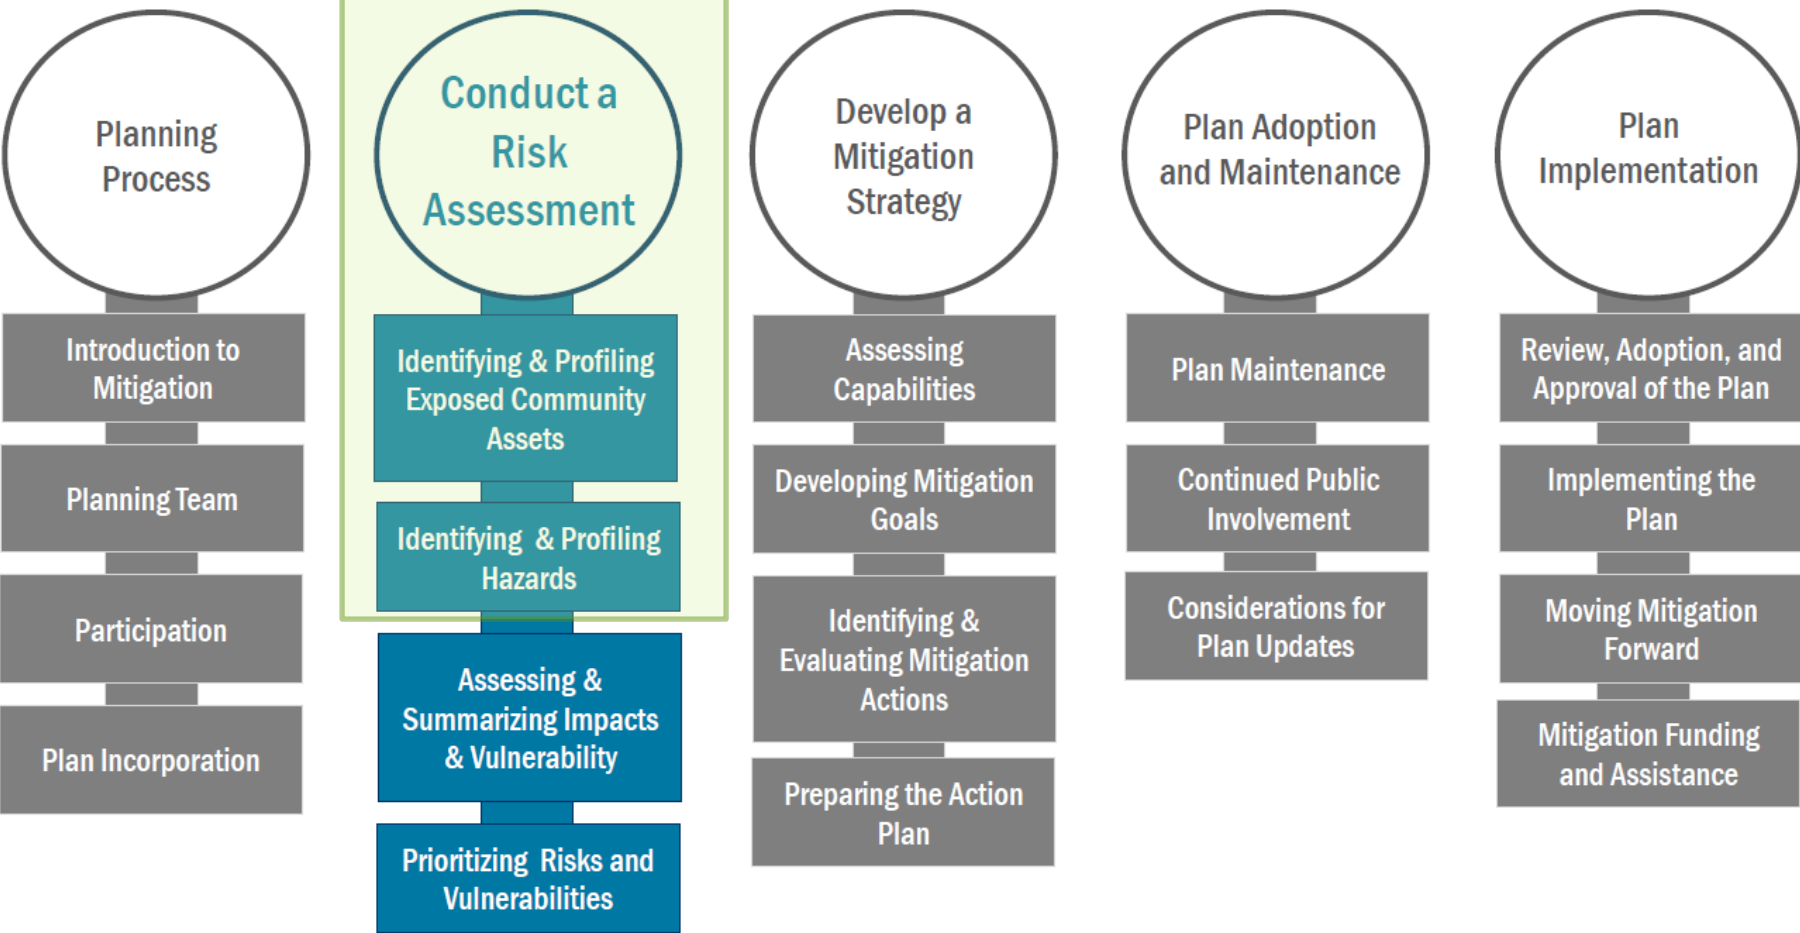 Planning
Process
Introduction to
Mitigation
Planning Team
Participation
Plan Incorporation
Conduct a
Risk
Assessment
Identifying & Profiling
Exposed Community
Assets
Identifying & Profiling
Hazards
Assessing &
Summarizing Impacts
& Vulnerability
Prioritizing Risks and
Vulnerabilities
Develop a
Mitigation
Strategy
Assessing
Capabilities
Developing Mitigation
Goals
Identifying &
Evaluating Mitigation
Actions
Preparing the Action
Plan
Plan Adoption
and Maintenance
Plan Maintenance
Continued Public
Involvement
Considerations for
Plan Updates
Plan
Implementation
Review, Adoption, and
Approval of the Plan
Implementing the
Plan
Moving Mitigation
Forward
Mitigation Funding
and Assistance